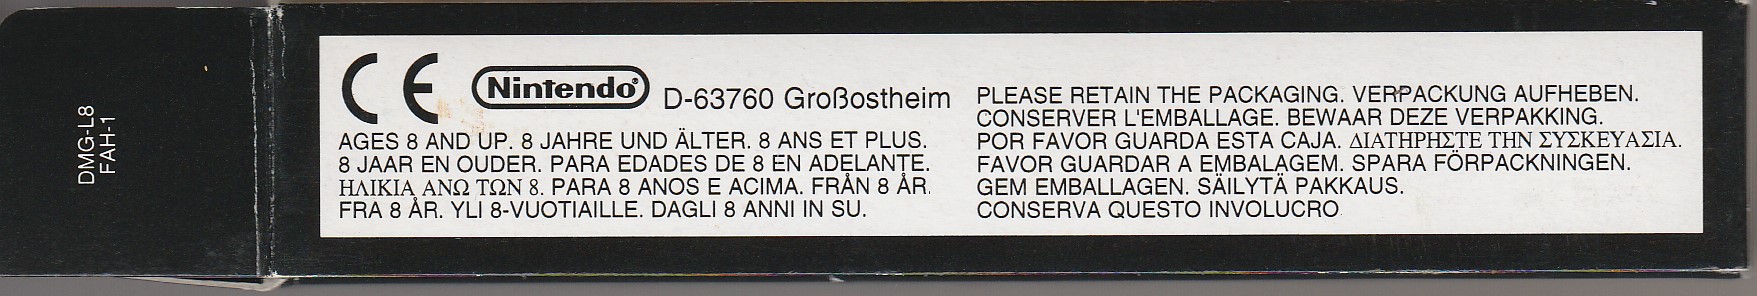 DMG-L8
FAH-1
CE Nintendo® D-63760 Großostheim
AGES 8 AND UP. 8 JAHRE UND ÄLTER. 8 ANS ET PLUS.
8 JAAR EN OUDER. PARA EDADES DE 8 EN ADELANTE.
ΗΛΙΚΙΑ ΑΝΩ ΤΩΝ 8. PARA 8 ANOS E ACIMA. FRÅN 8 ÅR.
FRA 8 ÅR. YLI 8-VUOTIAILLE. DAGLI 8 ANNI IN SU.
PLEASE RETAIN THE PACKAGING. VERPACKUNG AUFHEBEN.
CONSERVER L'EMBALLAGE. BEWAAR DEZE VERPAKKING.
POR FAVOR GUARDA ESTA CAJA. ΔΙΑΤΗΡΗΣΤΕ ΤΗΝ ΣΥΣΚΕΥΑΣΙΑ.
FAVOR GUARDAR A EMBALAGEM. SPARA FÖRPACKNINGEN.
GEM EMBALLAGEN. SÄILYTÄ PAKKAUS.
CONSERVA QUESTO INVOLUCRO